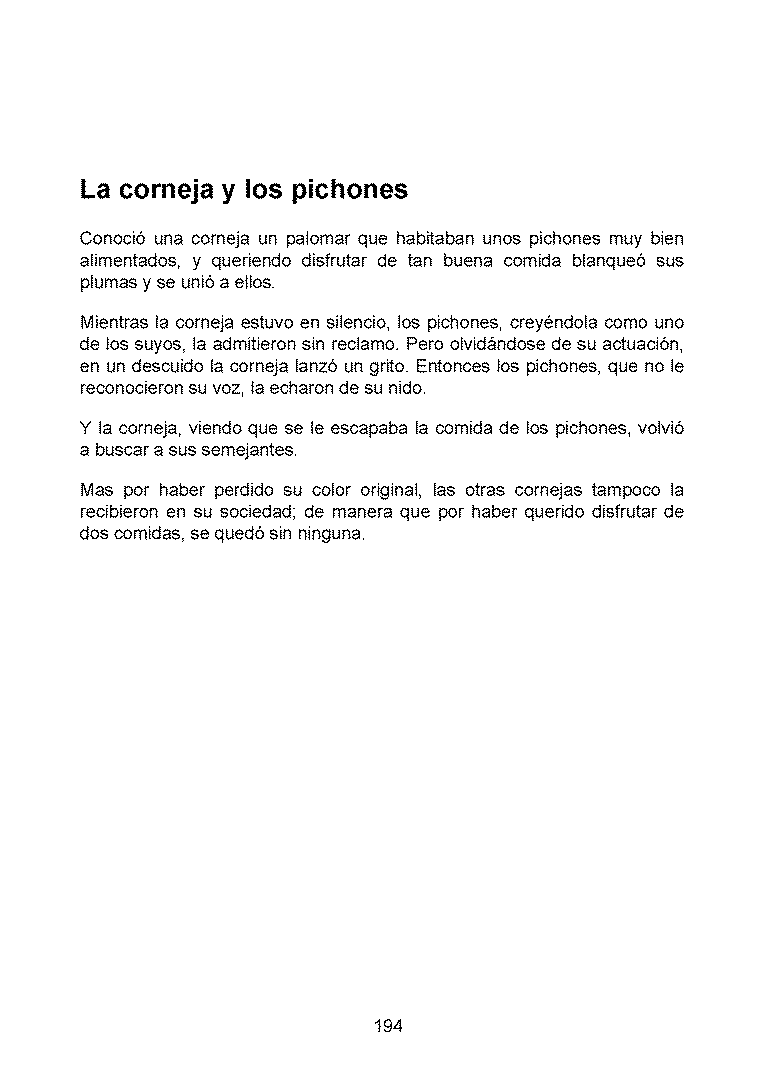 La corneja y los pichones
Conoció una corneja un palomar que habitaban unos pichones muy bien
alimentados, y queriendo disfrutar de tan buena comida blanqueó sus
plumas y se unió a ellos.
Mientras la corneja estuvo en silencio, los pichones, creyéndola como uno
de los suyos, la admitieron sin reclamo. Pero olvidándose de su actuación,
en un descuido la corneja lanzó un grito. Entonces los pichones, que no le
reconocieron su voz, la echaron de su nido.
Y la corneja, viendo que se le escapaba la comida de los pichones, volvió
a buscar a sus semejantes.
Mas por haber perdido su color original, las otras cornejas tampoco la
recibieron en su sociedad; de manera que por haber querido disfrutar de
dos comidas, se quedó sin ninguna.
194